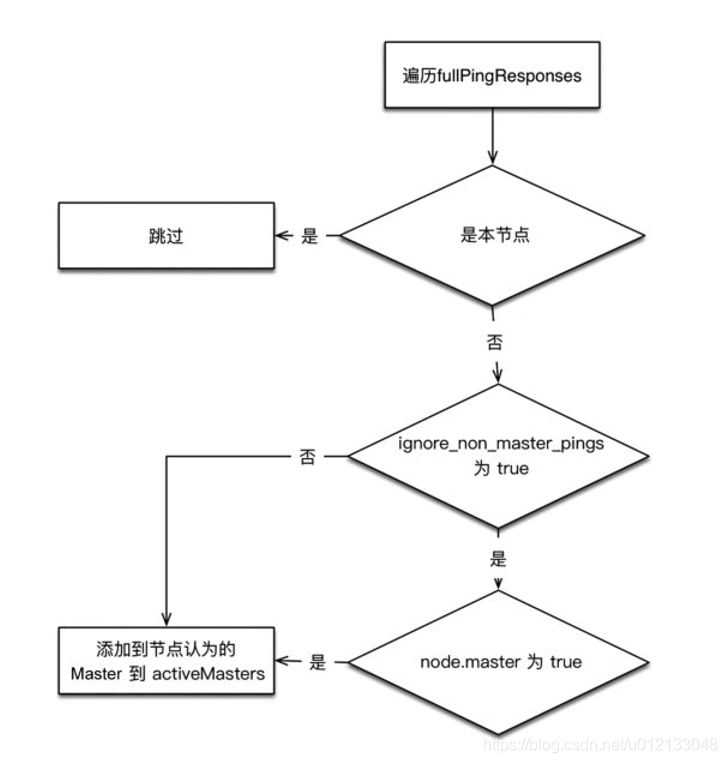 遍历fullPingResponses
是本节点
是
跳过
否
ignore_non_master_pings
为 true
否
是
node.master 为 true
是
添加到节点认为的
Master 到 activeMasters
https://blog.csdn.net/u012133048